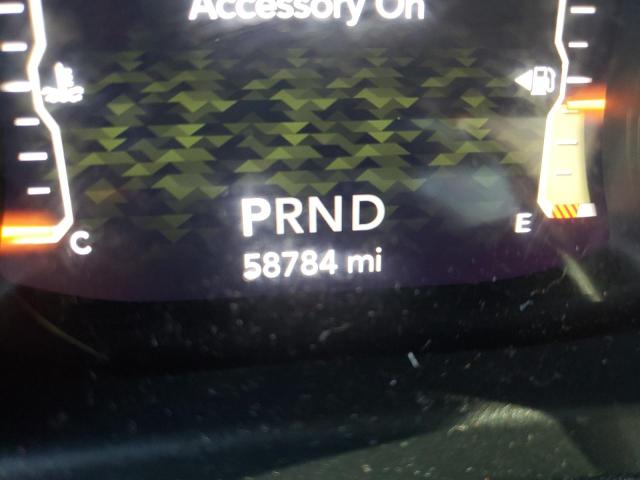 Accessory On
PRND
E
C
58784 mi